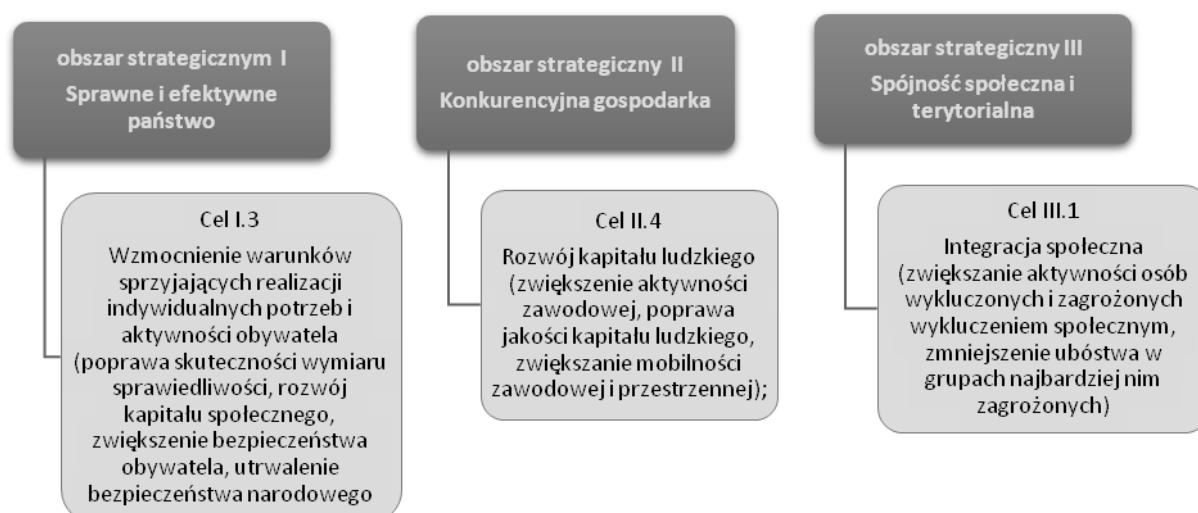 obszar strategicznym I
Sprawne i efektywne
państwo
Cel I.3
Wzmocnienie warunków
sprzyjających realizacji
indywidualnych potrzeb i
aktywności obywatela
(poprawa skuteczności wymiaru
sprawiedliwości, rozwój
kapitału społecznego,
zwiększenie bezpieczeństwa
obywatela, utrwalenie
bezpieczeństwa narodowego
obszar strategiczny II
Konkurencyjna gospodarka
Cel II.4
Rozwój kapitału ludzkiego
(zwiększenie aktywności
zawodowej, poprawa
jakości kapitału ludzkiego,
zwiększanie mobilności
zawodowej i przestrzennej);
obszar strategiczny III
Spójność społeczna i
terytorialna
Cel III.1
Integracja społeczna
(zwiększanie aktywności osób
wykluczonych i zagrożonych
wykluczeniem społecznym,
zmniejszenie ubóstwa w
grupach najbardziej nim
zagrożonych)